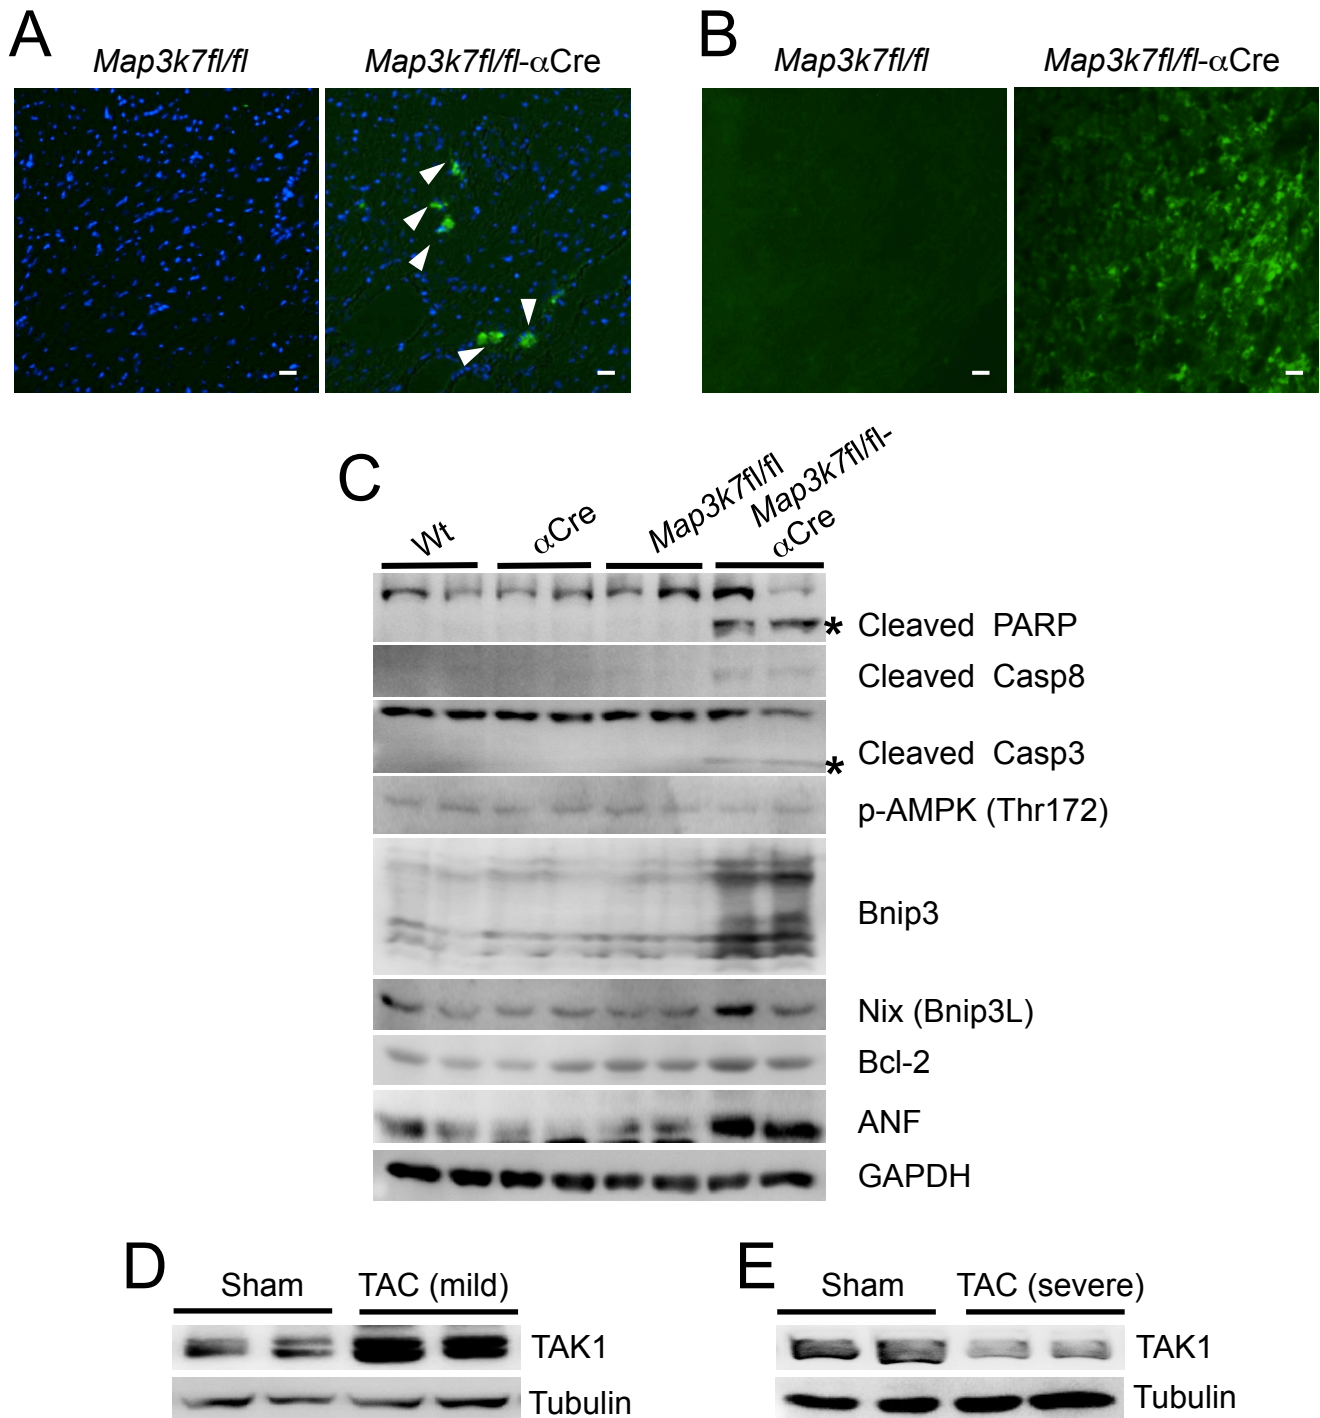 A
Map3k7fl/fl
Map3k7fl/fl-αCre
B
Map3k7fl/fl
Map3k7fl/fl-αCre
C
Wt
αCre
Map3k7fl/fl
Map3k7fl/fl-
αCre
* Cleaved PARP
Cleaved Casp8
Cleaved Casp3
*
p-AMPK (Thr172)
Bnip3
Nix (Bnip3L)
Bcl-2
ANF
GAPDH
D
Sham
TAC (mild)
TAK1
Tubulin
E
Sham
TAC (severe)
TAK1
Tubulin